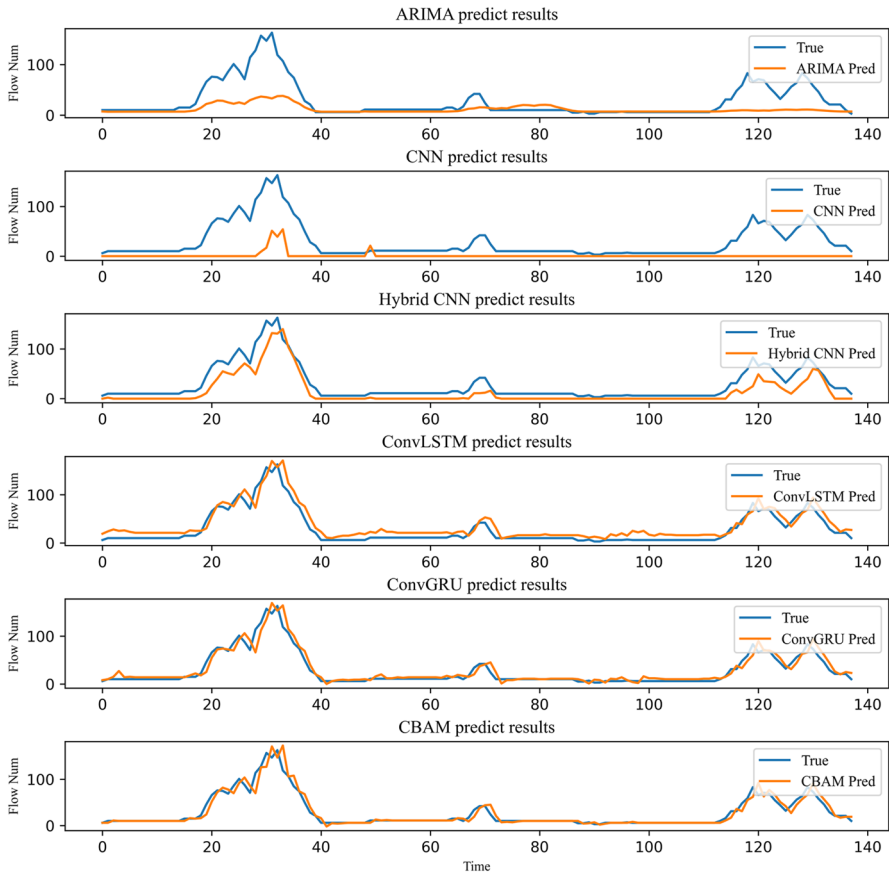 ARIMA predict results
Flow Num
100
0
True
ARIMA Pred
0 20 40 60 80 100 120 140
CNN predict results
Flow Num
100
0
True
CNN Pred
0 20 40 60 80 100 120 140
Hybrid CNN predict results
Flow Num
100
0
True
Hybrid CNN Pred
0 20 40 60 80 100 120 140
ConvLSTM predict results
Flow Num
100
0
True
ConvLSTM Pred
0 20 40 60 80 100 120 140
ConvGRU predict results
Flow Num
100
0
True
ConvGRU Pred
0 20 40 60 80 100 120 140
CBAM predict results
Flow Num
100
0
True
CBAM Pred
0 20 40 60 80 100 120 140
Time